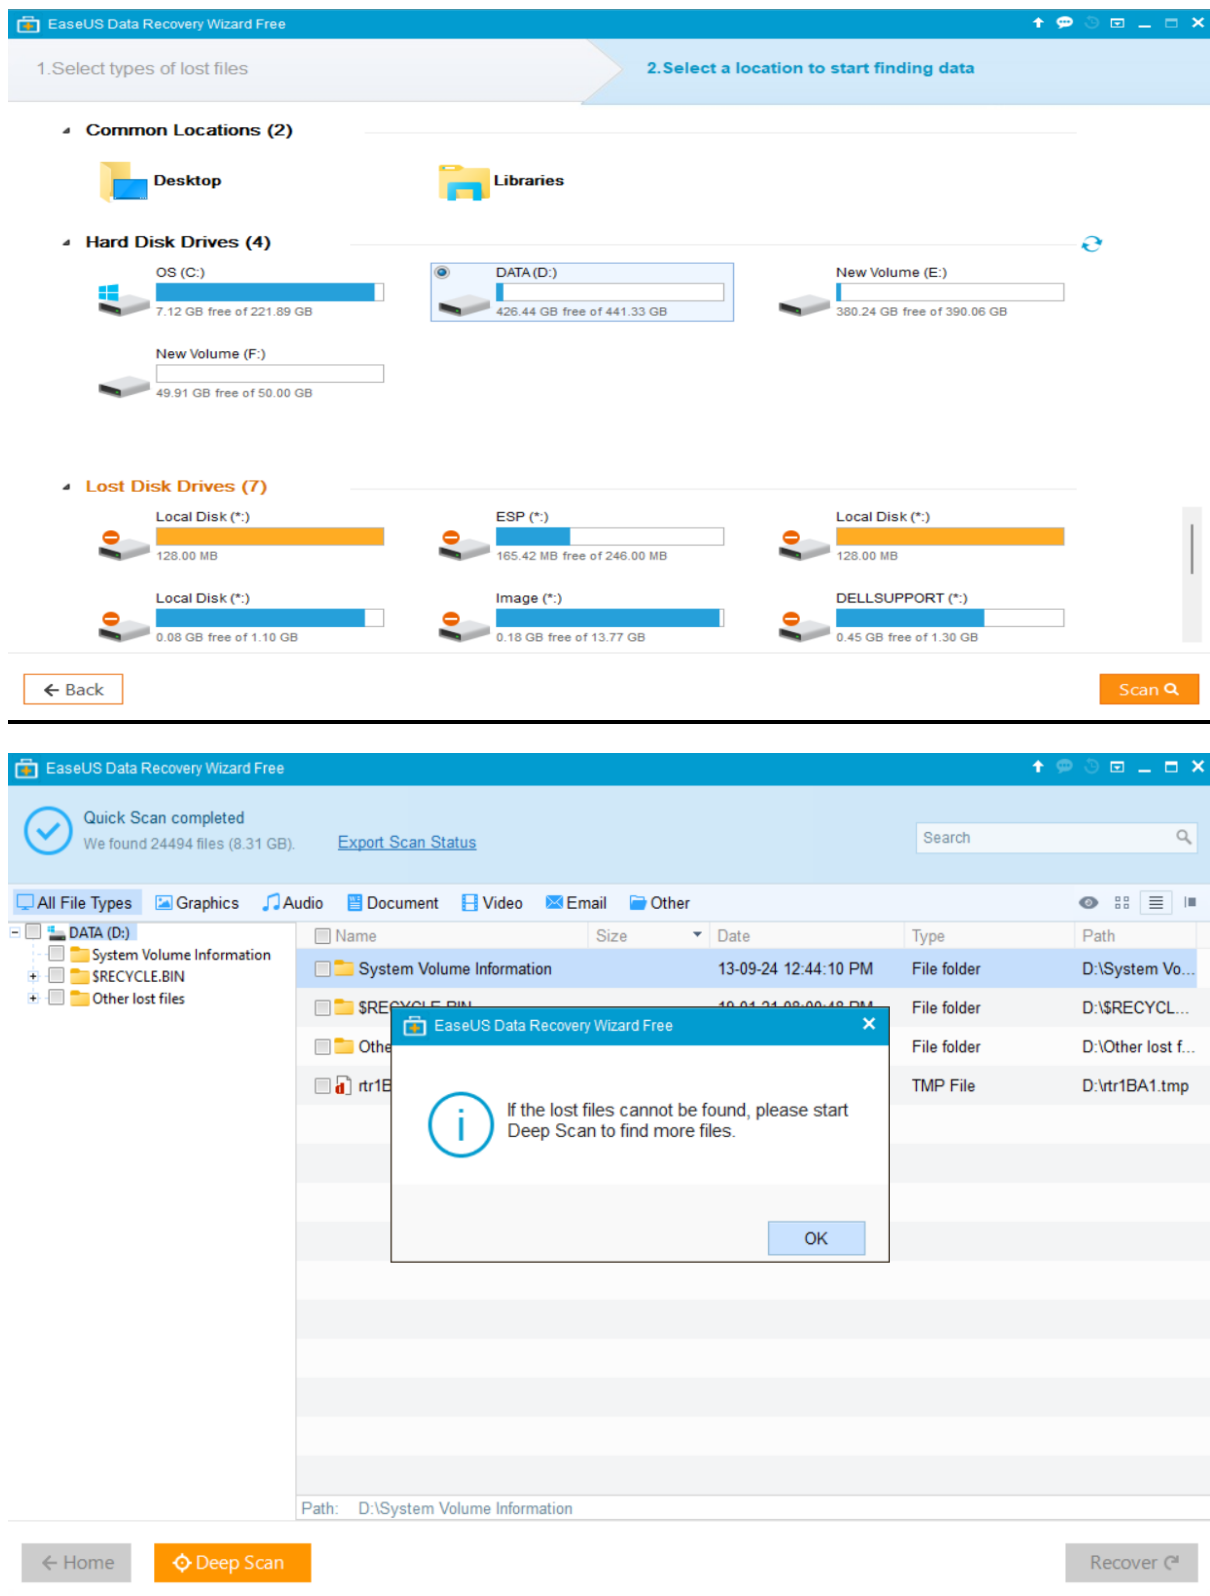 EaseUS Data Recovery Wizard Free
1.Select types of lost files
2.Select a location to start finding data
Common Locations (2)
Desktop
Libraries
Hard Disk Drives (4)
OS (C:)
7.12 GB free of 221.89 GB
DATA (D:)
426.44 GB free of 441.33 GB
New Volume (E:)
380.24 GB free of 390.06 GB
New Volume (F:)
49.91 GB free of 50.00 GB
Lost Disk Drives (7)
Local Disk (*:)
128.00 MB
ESP (*:)
165.42 MB free of 246.00 MB
Local Disk (*:)
128.00 MB
Local Disk (*:)
0.08 GB free of 1.10 GB
Image (*:)
0.18 GB free of 13.77 GB
DELLSUPPORT (*:)
0.45 GB free of 1.30 GB
Back
Scan
EaseUS Data Recovery Wizard Free
Quick Scan completed
We found 24494 files (8.31 GB).
Export Scan Status
Search
All File Types Graphics Audio Document Video Email Other
DATA (D:)
System Volume Information
$RECYCLE.BIN
Other lost files
Name Size Date Type Path
System Volume Information 13-09-24 12:44:10 PM File folder D:\System Vo...
$RECYCLE.BIN File folder D:\$RECYCL...
Othe File folder D:\Other lost f...
rtr1B TMP File D:\rtr1BA1.tmp
EaseUS Data Recovery Wizard Free
If the lost files cannot be found, please start
Deep Scan to find more files.
OK
Path: D:\System Volume Information
Home
Deep Scan
Recover